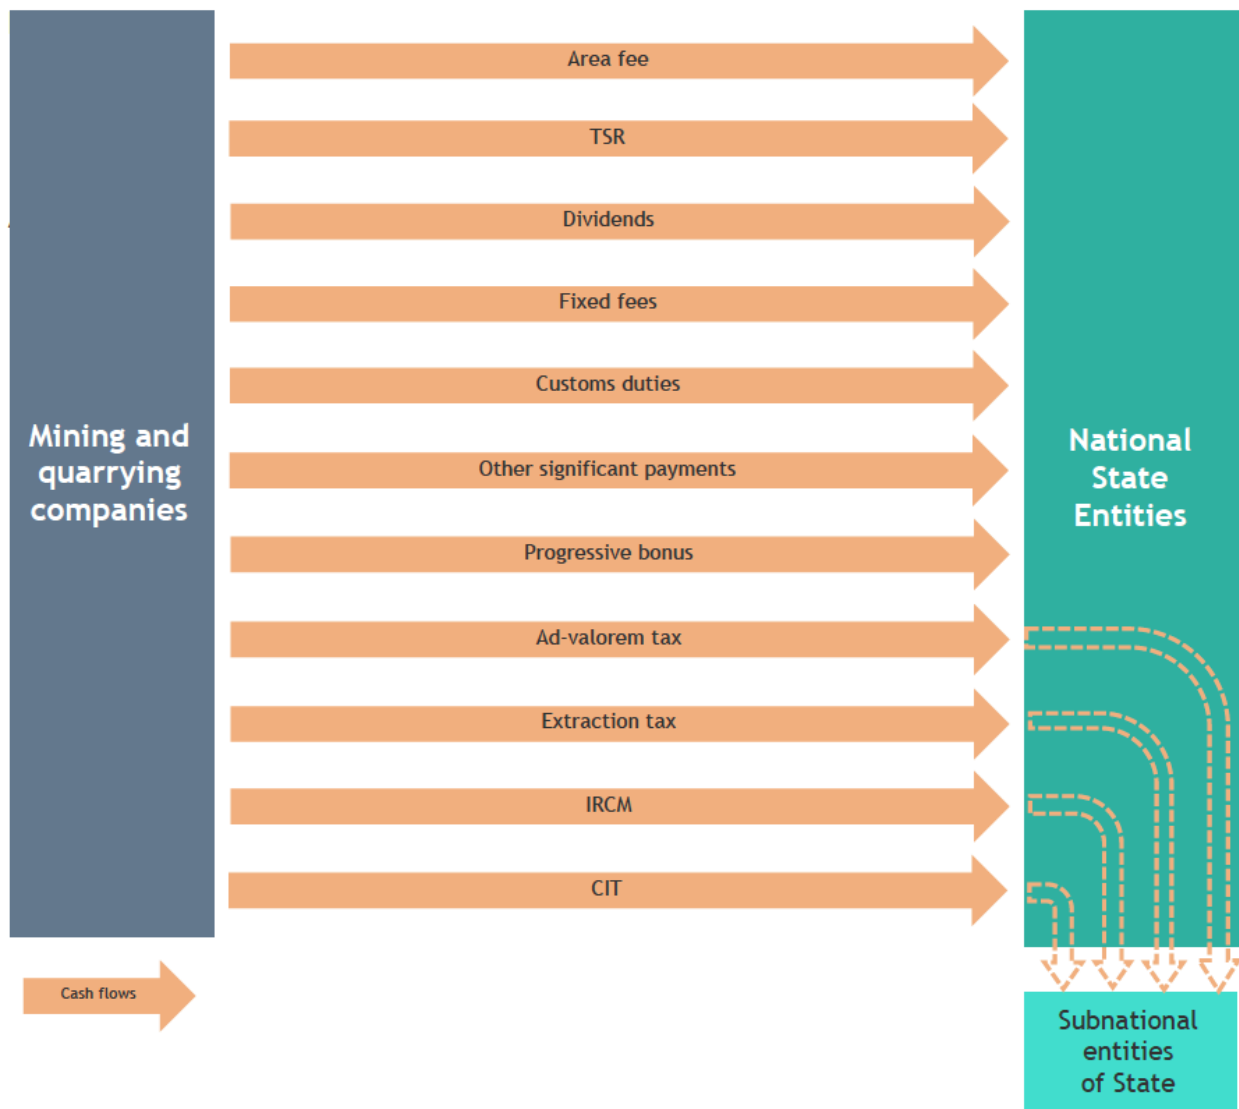 Area fee
TSR
Dividends
Fixed fees
Customs duties
Other significant payments
Progressive bonus
Ad-valorem tax
Extraction tax
IRCM
CIT
Mining and
quarrying
companies
National
State
Entities
Cash flows
Subnational
entities
of State